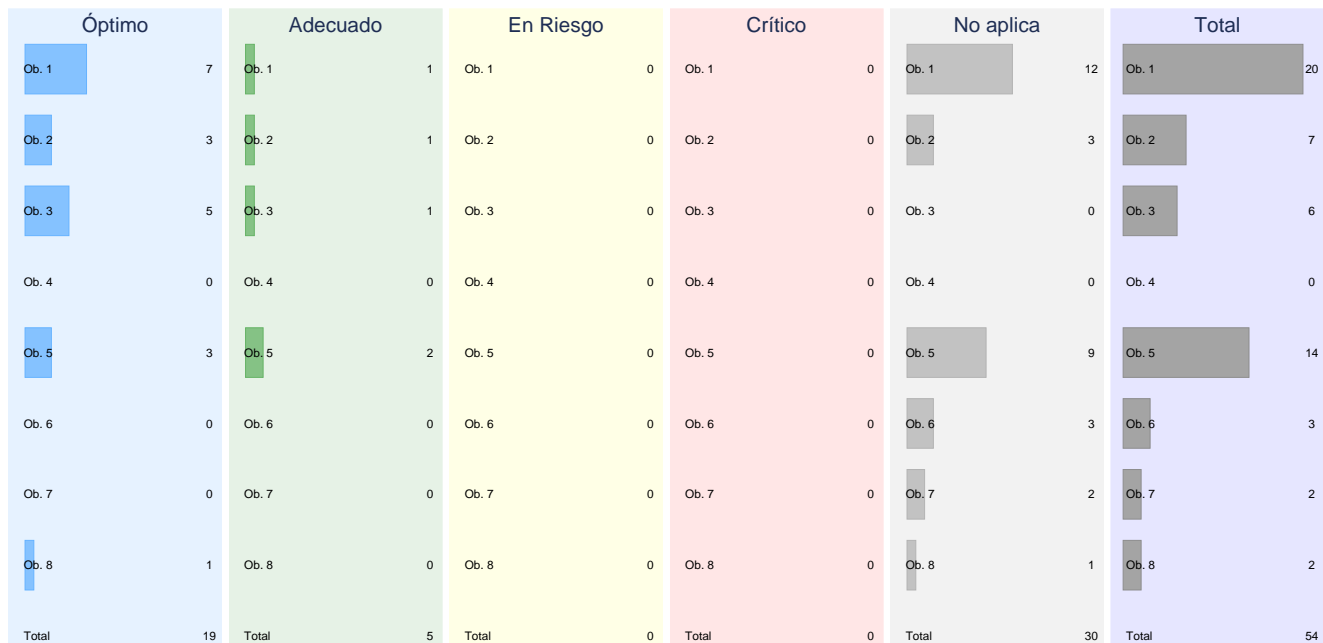 Óptimo Adecuado En Riesgo Crítico No aplica Total
Ob. 1 7 Ob. 1 1 Ob. 1 0 Ob. 1 0 Ob. 1 12 Ob. 1 20
Ob. 2 3 Ob. 2 1 Ob. 2 0 Ob. 2 0 Ob. 2 3 Ob. 2 7
Ob. 3 5 Ob. 3 1 Ob. 3 0 Ob. 3 0 Ob. 3 0 Ob. 3 6
Ob. 4 0 Ob. 4 0 Ob. 4 0 Ob. 4 0 Ob. 4 0 Ob. 4 0
Ob. 5 3 Ob. 5 2 Ob. 5 0 Ob. 5 0 Ob. 5 9 Ob. 5 14
Ob. 6 0 Ob. 6 0 Ob. 6 0 Ob. 6 0 Ob. 6 3 Ob. 6 3
Ob. 7 0 Ob. 7 0 Ob. 7 0 Ob. 7 0 Ob. 7 2 Ob. 7 2
Ob. 8 1 Ob. 8 0 Ob. 8 0 Ob. 8 0 Ob. 8 1 Ob. 8 2
Total 19 Total 5 Total 0 Total 0 Total 30 Total 54